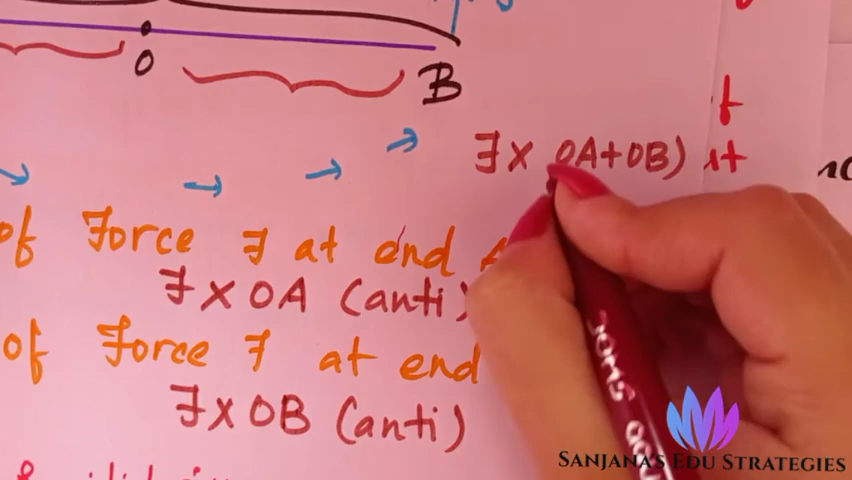 O
B
F x OA+OB)
of Force F at end
F x OA (anti)
of Force F at end
F x OB (anti)
SANJANA'S EDU STRATEGIES